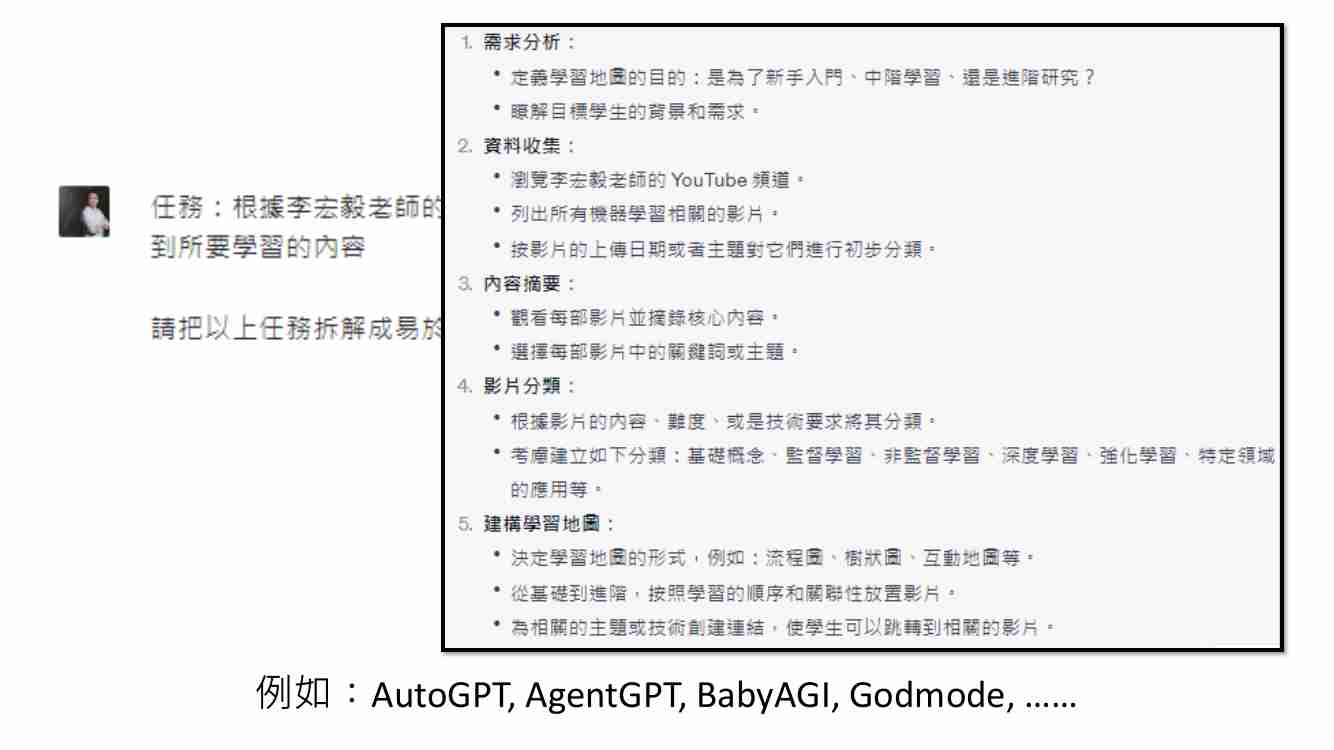 任務：根據李宏毅老師的
到所要學習的內容
請把以上任務拆解成易於
1. 需求分析：
• 定義學習地圖的目的：是為了新手入門、中階學習、還是進階研究？
• 瞭解目標學生的背景和需求。
2. 資料收集：
• 瀏覽李宏毅老師的 YouTube 頻道。
• 列出所有機器學習相關的影片。
• 按影片的上傳日期或者主題對它們進行初步分類。
3. 內容摘要：
• 觀看每部影片並摘錄核心內容。
• 選擇每部影片中的關鍵詞或主題。
4. 影片分類：
• 根據影片的內容、難度、或是技術要求將其分類。
• 考慮建立如下分類：基礎概念、監督學習、非監督學習、深度學習、強化學習、特定領域
的應用等。
5. 建構學習地圖：
• 決定學習地圖的形式，例如：流程圖、樹狀圖、互動地圖等。
• 從基礎到進階，按照學習的順序和關聯性放置影片。
• 為相關的主題或技術創建連結，使學生可以跳轉到相關的影片。
例如：AutoGPT, AgentGPT, BabyAGI, Godmode, ……